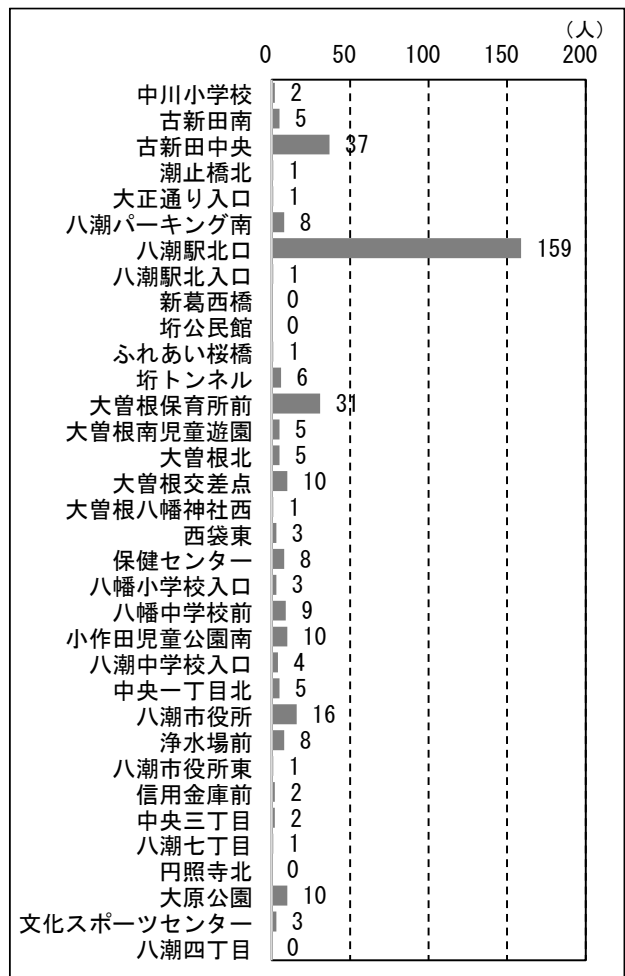 (人)
0 50 100 150 200
中川小学校 2
古新田南 5
古新田中央 37
潮止橋北 1
大正通り入口 1
八潮パーキング南 8
八潮駅北口 159
八潮駅北入口 1
新葛西橋 0
垳公民館 0
ふれあい桜橋 1
垳トンネル 6
大曽根保育所前 31
大曽根南児童遊園 5
大曽根北 5
大曽根交差点 10
大曽根八幡神社西 1
西袋東 3
保健センター 8
八幡小学校入口 3
八幡中学校前 9
小作田児童公園南 10
八潮中学校入口 4
中央一丁目北 5
八潮市役所 16
浄水場前 8
八潮市役所東 1
信用金庫前 2
中央三丁目 2
八潮七丁目 1
円照寺北 0
大原公園 10
文化スポーツセンター 3
八潮四丁目 0